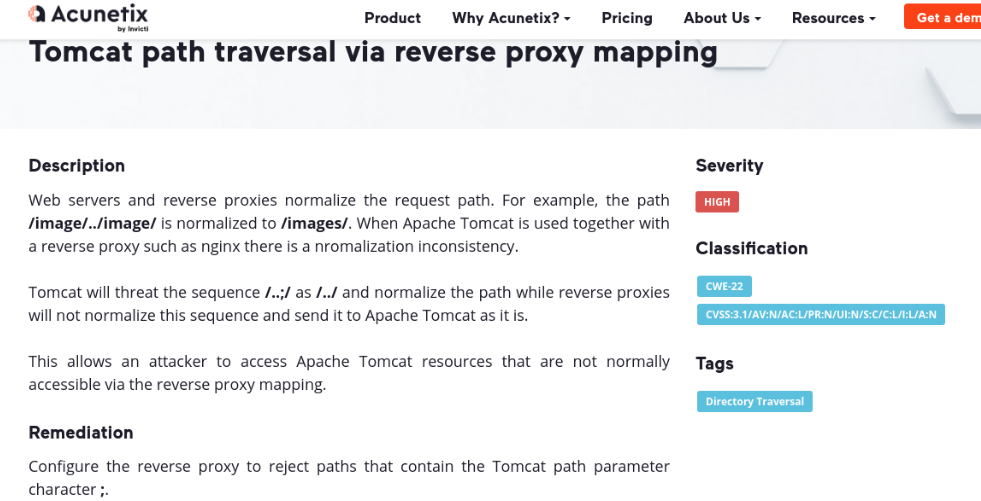 Acunetix
by Invicti
Product
Why Acunetix?
Pricing
About Us
Resources
Get a dem
Tomcat path traversal via reverse proxy mapping
Description
Web servers and reverse proxies normalize the request path. For example, the path
/image/../image/ is normalized to /images/. When Apache Tomcat is used together with
a reverse proxy such as nginx there is a nromalization inconsistency.
Tomcat will threat the sequence /..;/ as /../ and normalize the path while reverse proxies
will not normalize this sequence and send it to Apache Tomcat as it is.
This allows an attacker to access Apache Tomcat resources that are not normally
accessible via the reverse proxy mapping.
Remediation
Configure the reverse proxy to reject paths that contain the Tomcat path parameter
character ;.
Severity
HIGH
Classification
CWE-22
CVSS:3.1/AV:N/AC:L/PR:N/UI:N/S:C/C:L/I:L/A:N
Tags
Directory Traversal